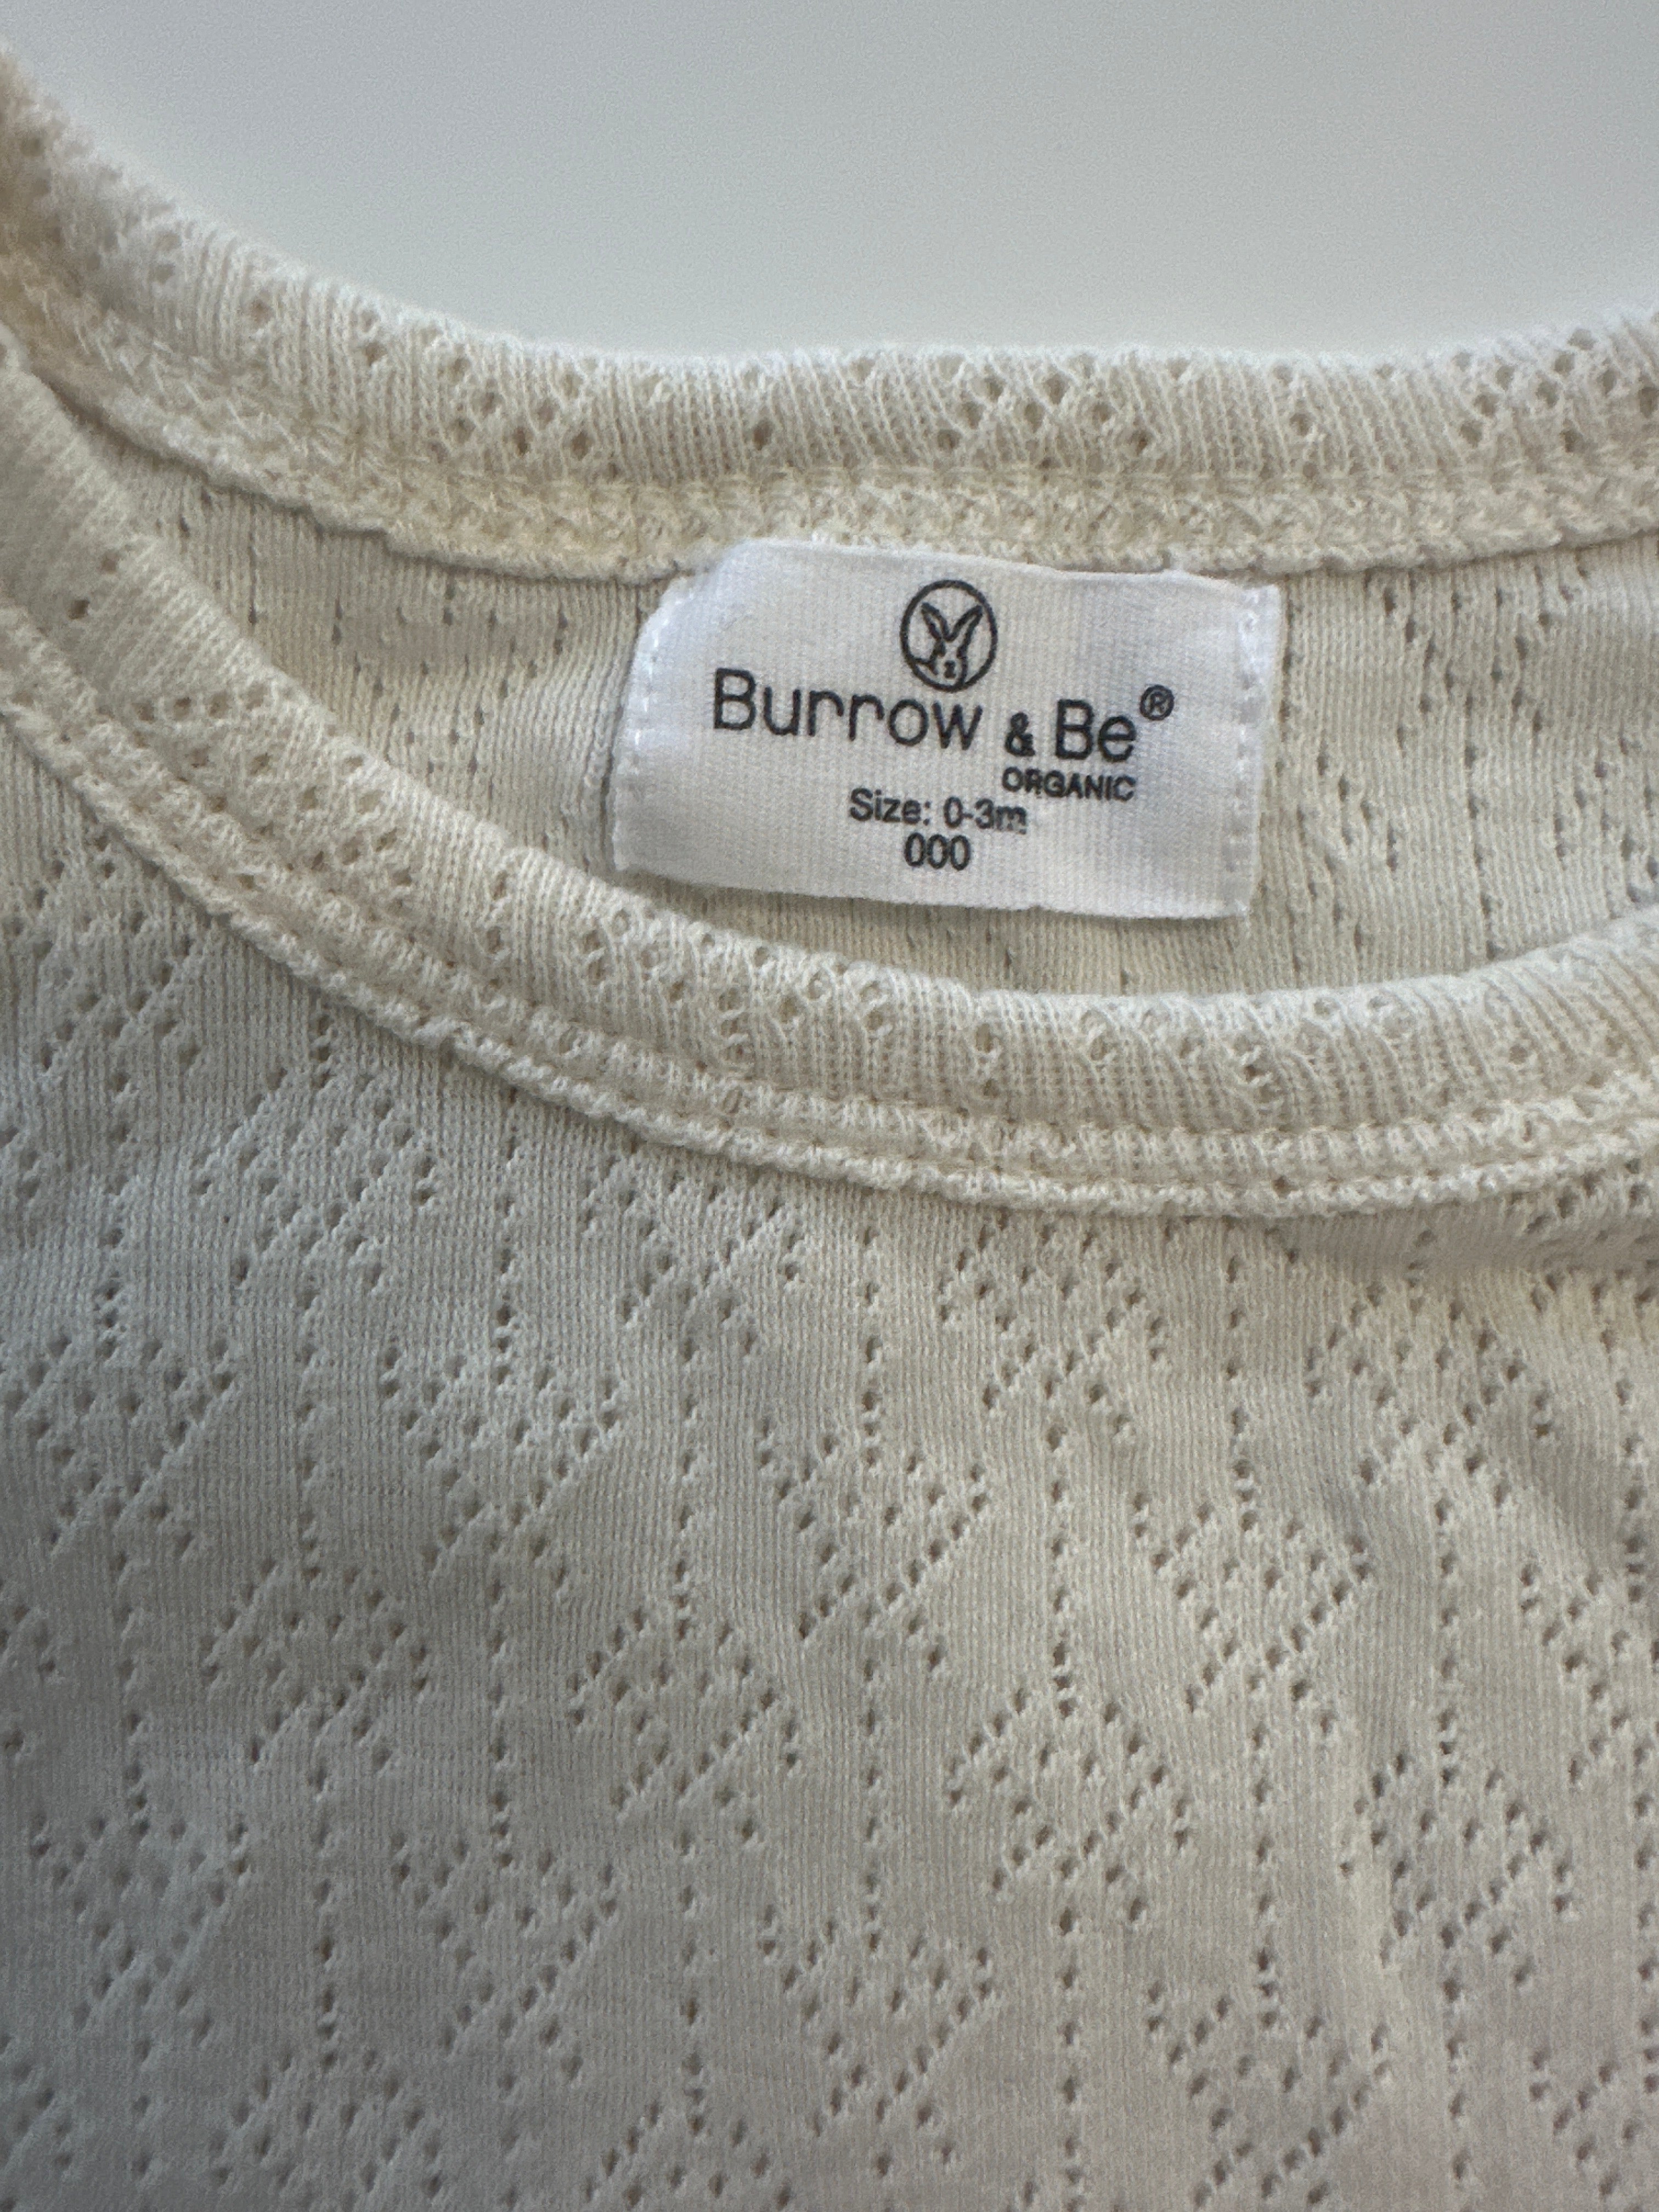 Burrow & Be®
ORGANIC
Size: 0-3m
000